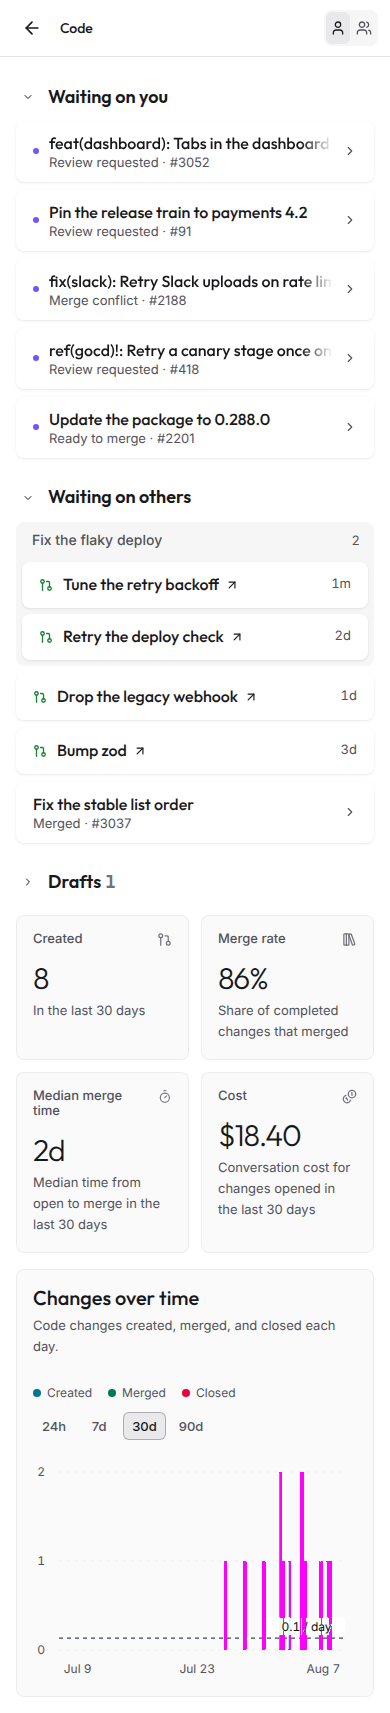 Code
Waiting on you
feat(dashboard): Tabs in the dashboard
Review requested · #3052
Pin the release train to payments 4.2
Review requested · #91
fix(slack): Retry Slack uploads on rate
Merge conflict · #2188
ref(gocd)!: Retry a canary stage once on
Review requested · #418
Update the package to 0.288.0
Ready to merge · #2201
Waiting on others
Fix the flaky deploy 2
Tune the retry backoff 1m
Retry the deploy check 2d
Drop the legacy webhook 1d
Bump zod 3d
Fix the stable list order
Merged · #3037
Drafts 1
Created
8
In the last 30 days
Merge rate
86%
Share of completed
changes that merged
Median merge
time
2d
Median time from
open to merge in the
last 30 days
Cost
$18.40
Conversation cost for
changes opened in
the last 30 days
Changes over time
Code changes created, merged, and closed each
day.
Created Merged Closed
24h 7d 30d 90d
2
1
0.1 / day
0
Jul 9 Jul 23 Aug 7